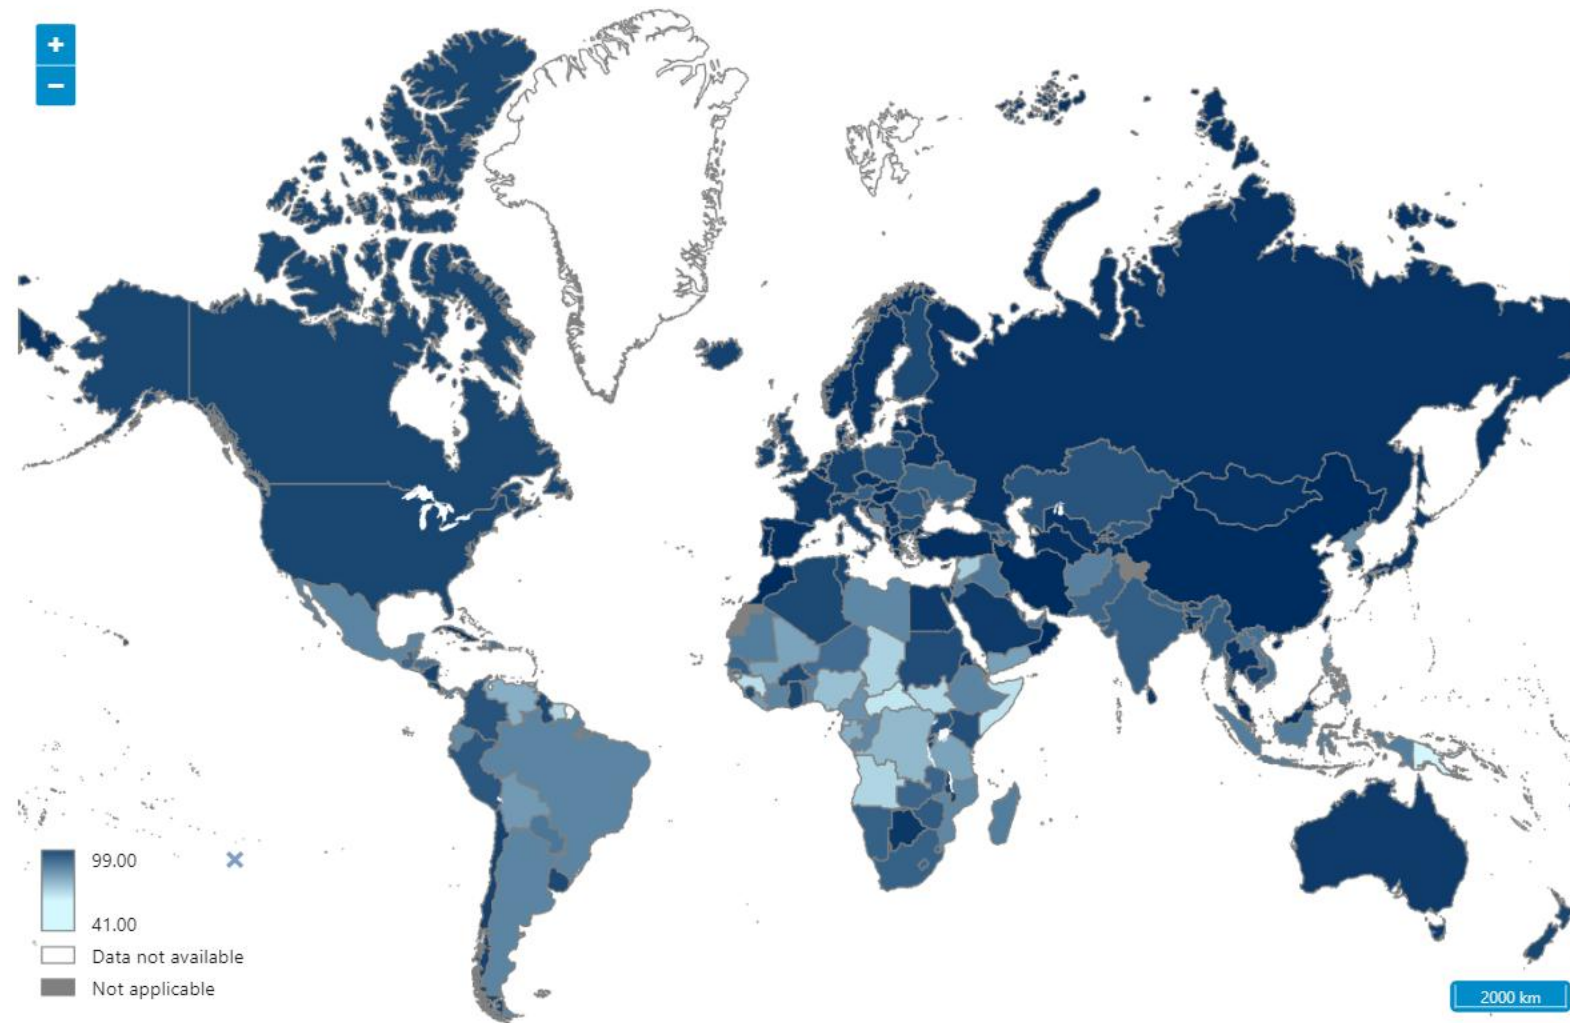 +
−
99.00
41.00
Data not available
Not applicable
2000 km